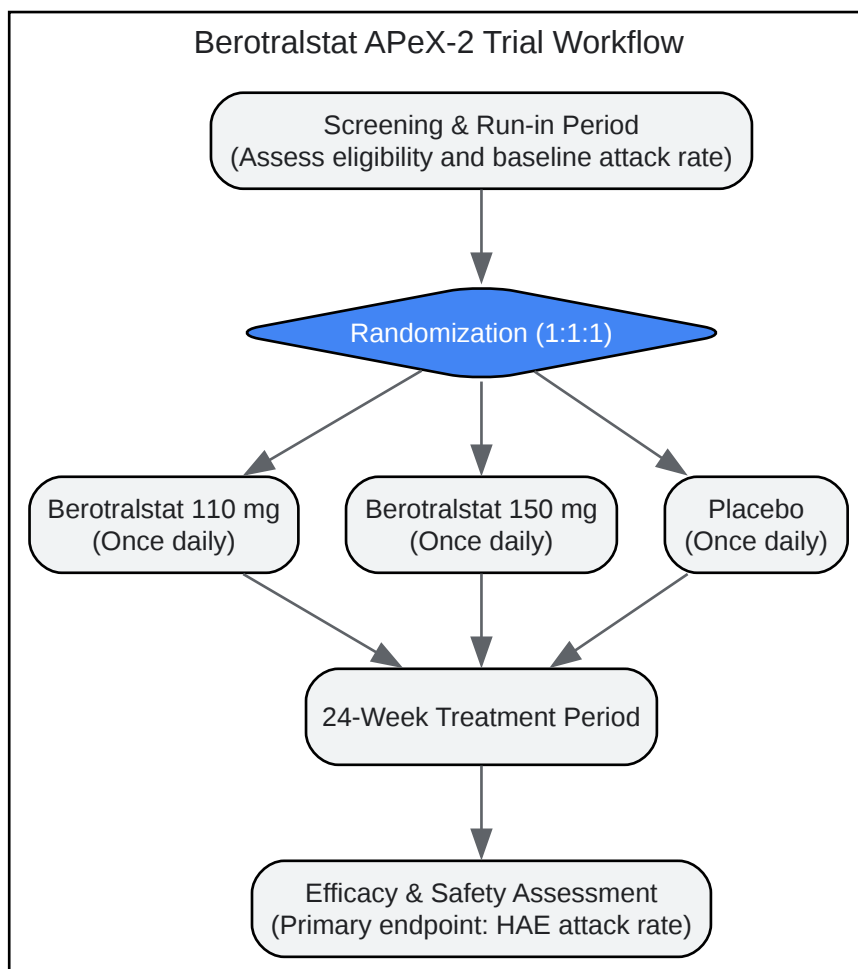 Berotralstat APeX-2 Trial Workflow
Screening & Run-in Period
(Assess eligibility and baseline attack rate)
Randomization (1:1:1)
Berotralstat 110 mg
(Once daily)
Berotralstat 150 mg
(Once daily)
Placebo
(Once daily)
24-Week Treatment Period
Efficacy & Safety Assessment
(Primary endpoint: HAE attack rate)